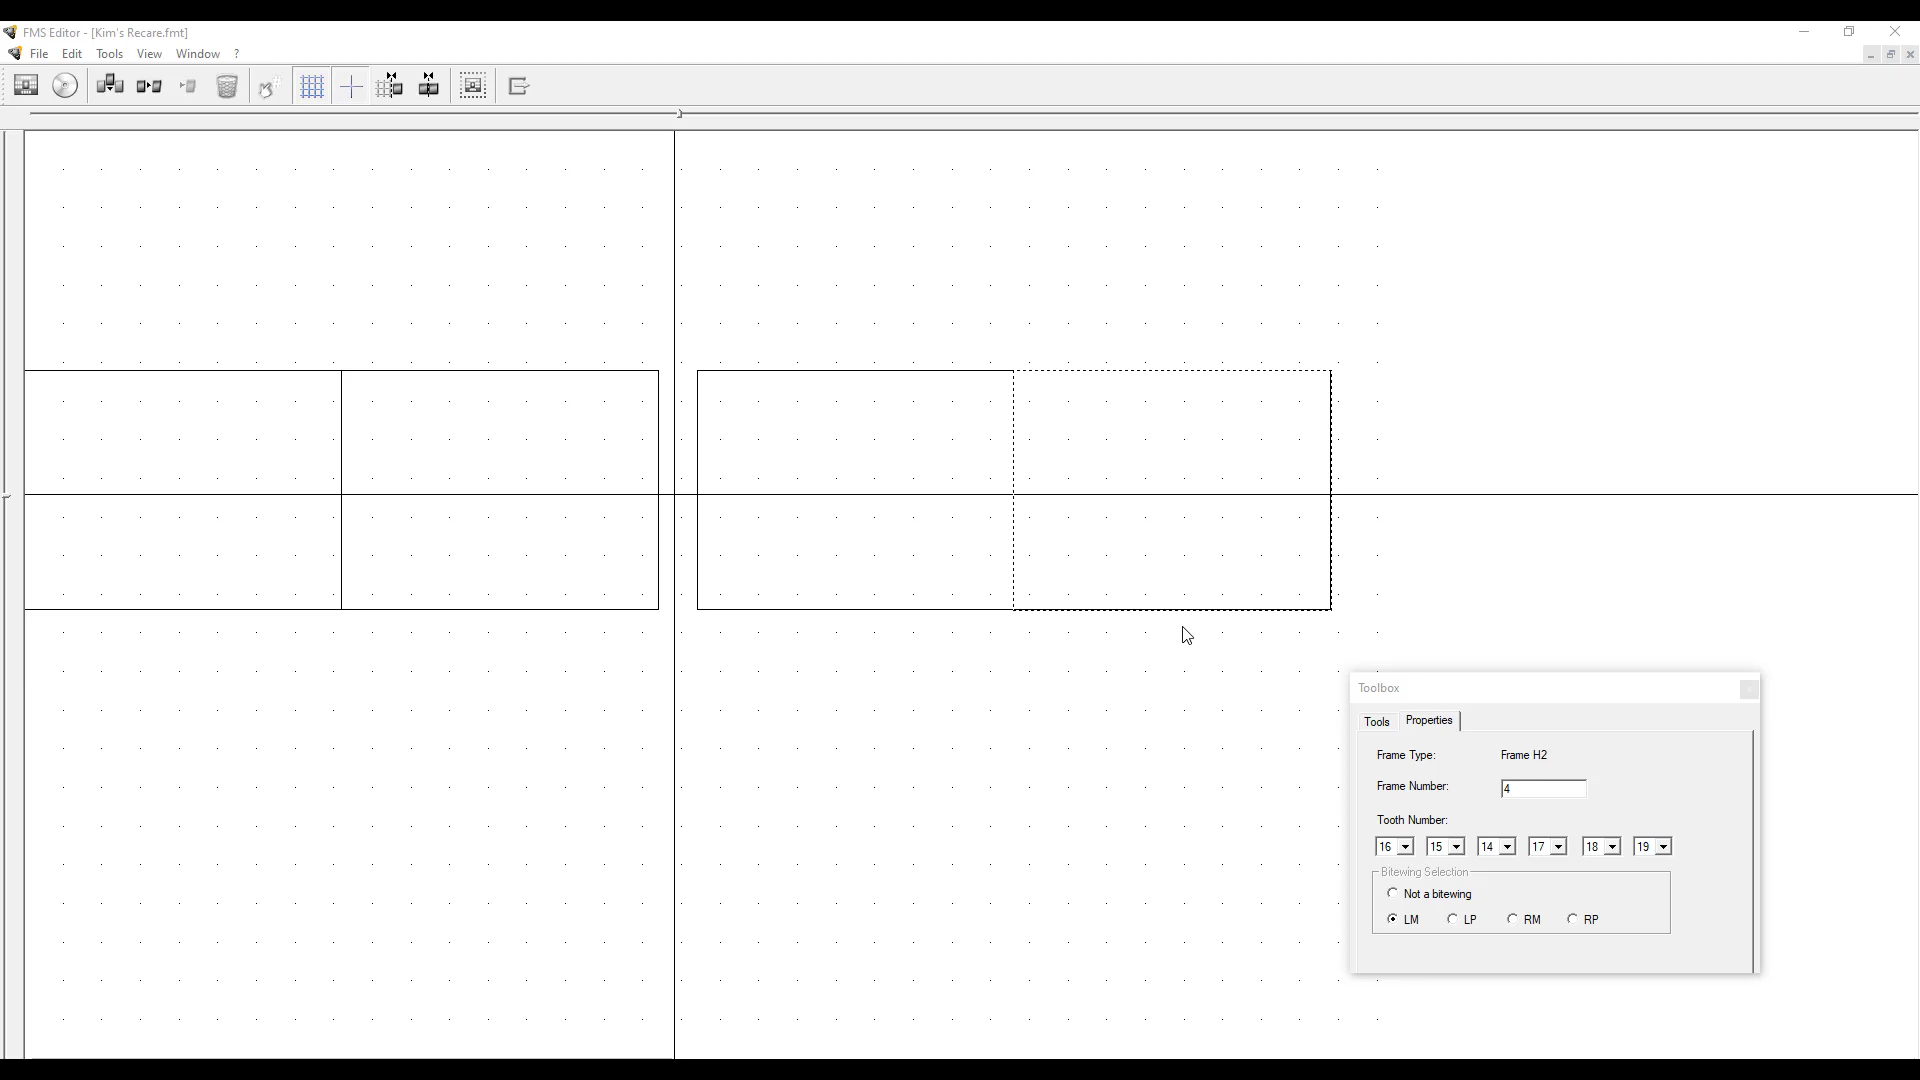 FMS Editor - [Kim's Recare.fmt]
File Edit Tools View Window ?
Toolbox
Tools Properties
Frame Type: Frame H2
Frame Number: 4
Tooth Number:
16 15 14 17 18 19
Bitewing Selection
Not a bitewing
LM LP RM RP